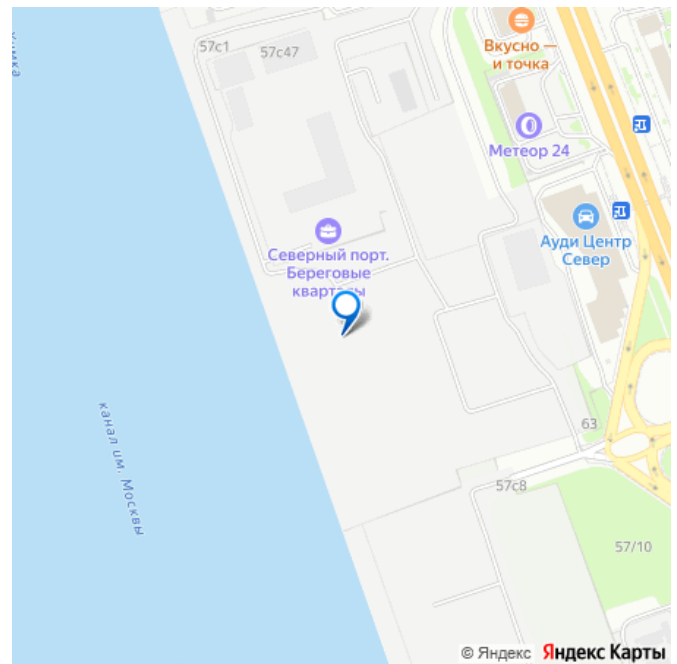 Химка
57с1
57с47
Вкусно —
и точка
Метеор 24
Ауди Центр
Север
Северный порт.
Береговые
кварталы
канал им. Москвы
63
57с8
57/10
© Яндекс Яндекс Карты